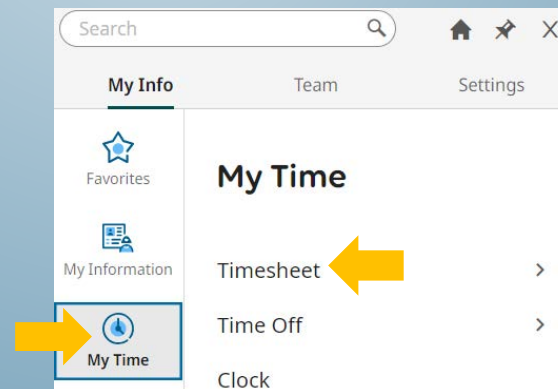 Search
X
My Info
Team
Settings
Favorites
My Information
My Time
My Time
Timesheet
Time Off
Clock